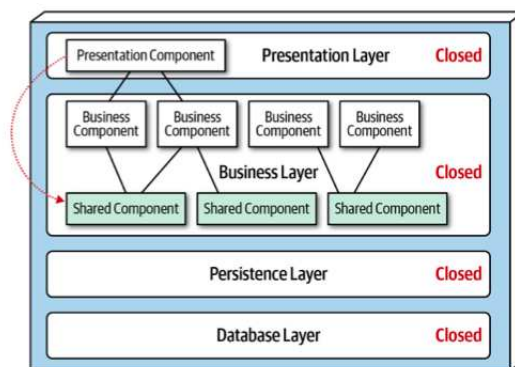 Presentation Component
Presentation Layer
Closed
Business
Component
Business
Component
Business
Component
Business
Component
Business Layer
Closed
Shared Component
Shared Component
Shared Component
Persistence Layer
Closed
Database Layer
Closed